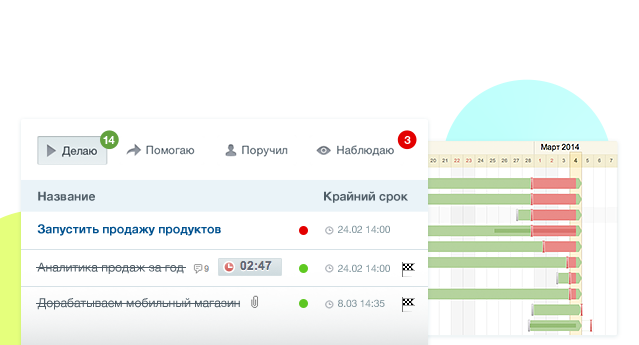 14
3
Делаю
Помогаю
Поручил
Наблюдаю
Название
Крайний срок
Запустить продажу продуктов
24.02 14:00
Аналитика продаж за год
9
02:47
24.02 14:00
Дорабатываем мобильный магазин
8.03 14:35
Март 2014
20 21 22 23 24 25 26 27 28 1 2 3 4 5 6 7